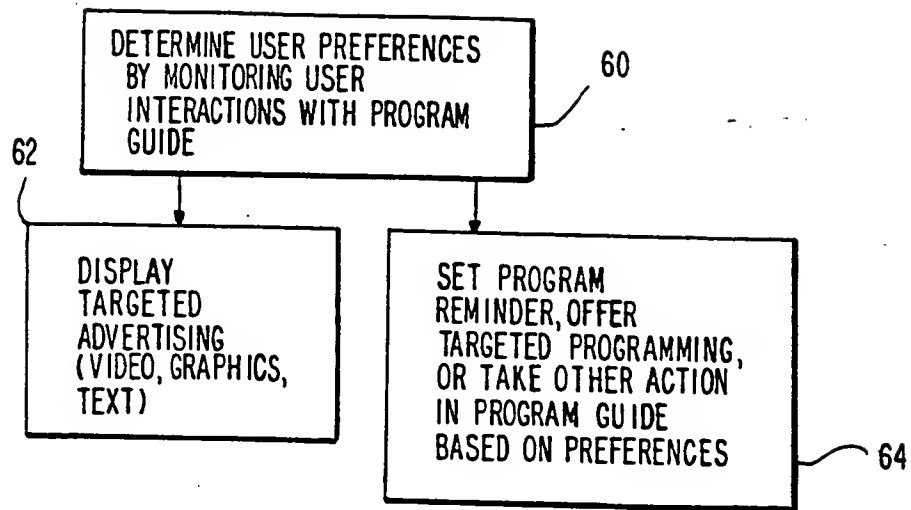 DETERMINE USER PREFERENCES
BY MONITORING USER
INTERACTIONS WITH PROGRAM
GUIDE
60
62
DISPLAY
TARGETED
ADVERTISING
(VIDEO, GRAPHICS,
TEXT)
SET PROGRAM
REMINDER, OFFER
TARGETED PROGRAMMING,
OR TAKE OTHER ACTION
IN PROGRAM GUIDE
BASED ON PREFERENCES
64